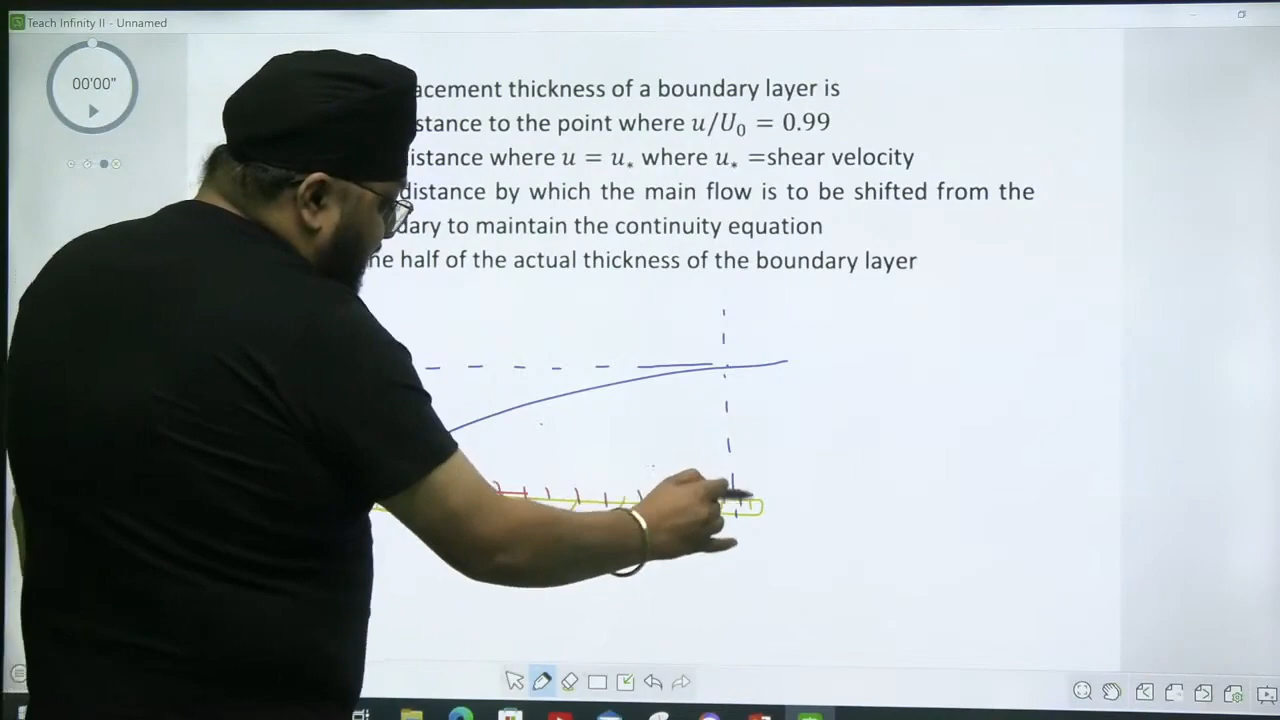 Teach Infinity II - Unnamed
00'00"
acement thickness of a boundary layer is
stance to the point where u/U₀ = 0.99
istance where u = u* where u* =shear velocity
distance by which the main flow is to be shifted from the
dary to maintain the continuity equation
he half of the actual thickness of the boundary layer